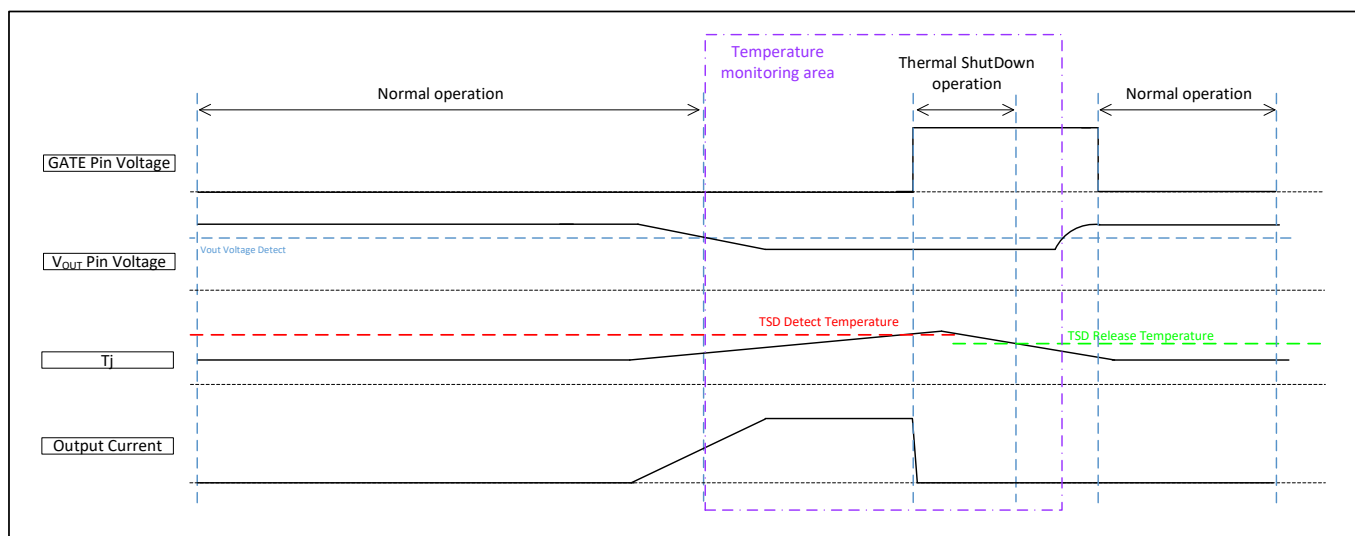 Temperature
monitoring area
Thermal ShutDown
operation
Normal operation
Normal operation
GATE Pin Voltage
Vout Voltage Detect
VOUT Pin Voltage
TSD Detect Temperature
TSD Release Temperature
Tj
Output Current